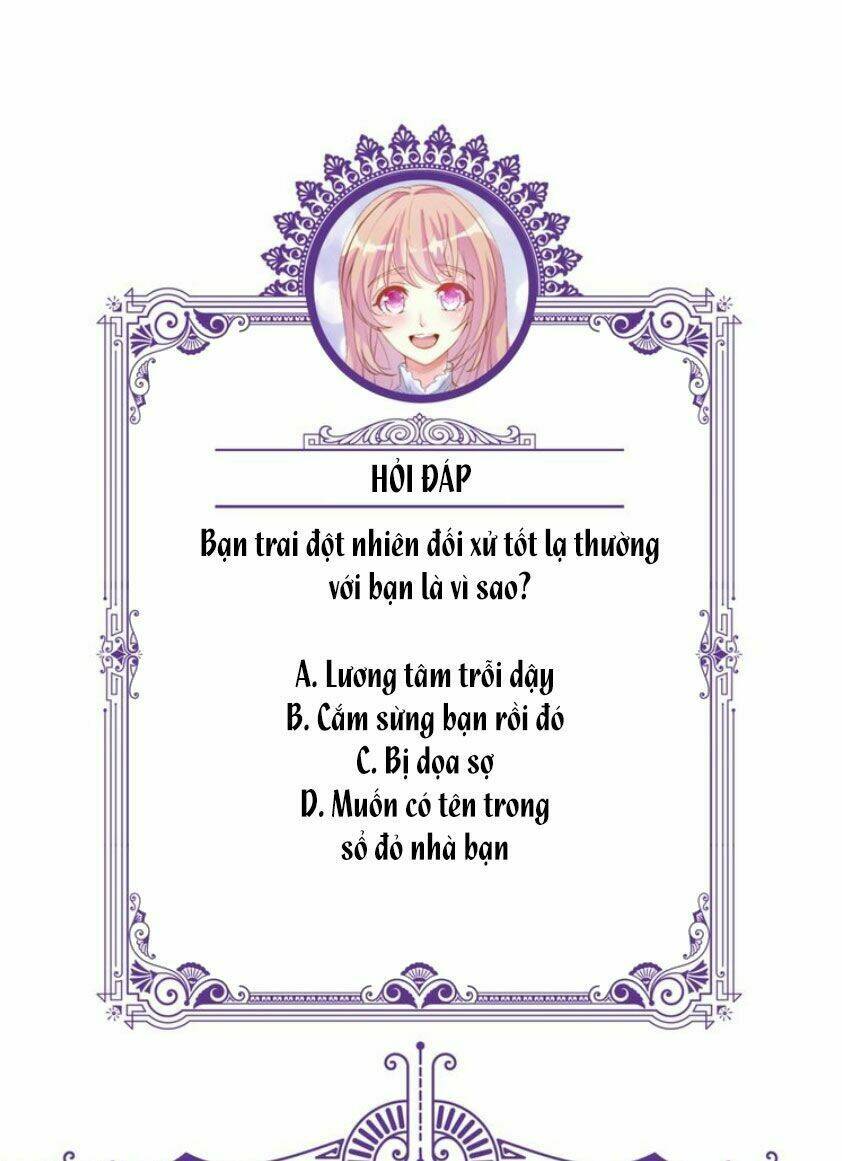 HỎI ĐÁP
Bạn trai đột nhiên đối xử tốt lạ thường
với bạn là vì sao?
A. Lương tâm trỗi dậy
B. Cắm sừng bạn rồi đó
C. Bị dọa sợ
D. Muốn có tên trong
sổ đỏ nhà bạn